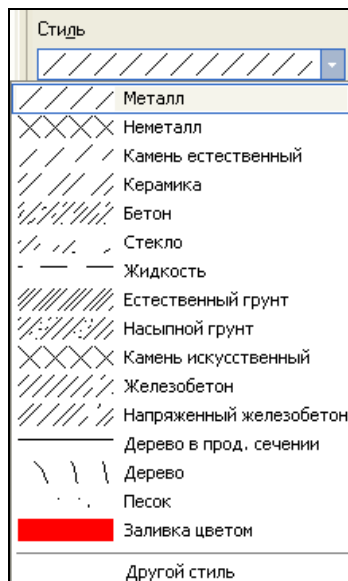 Стиль
Металл
Неметалл
Камень естественный
Керамика
Бетон
Стекло
Жидкость
Естественный грунт
Насыпной грунт
Камень искусственный
Железобетон
Напряженный железобетон
Дерево в прод. сечении
Дерево
Песок
Заливка цветом
Другой стиль